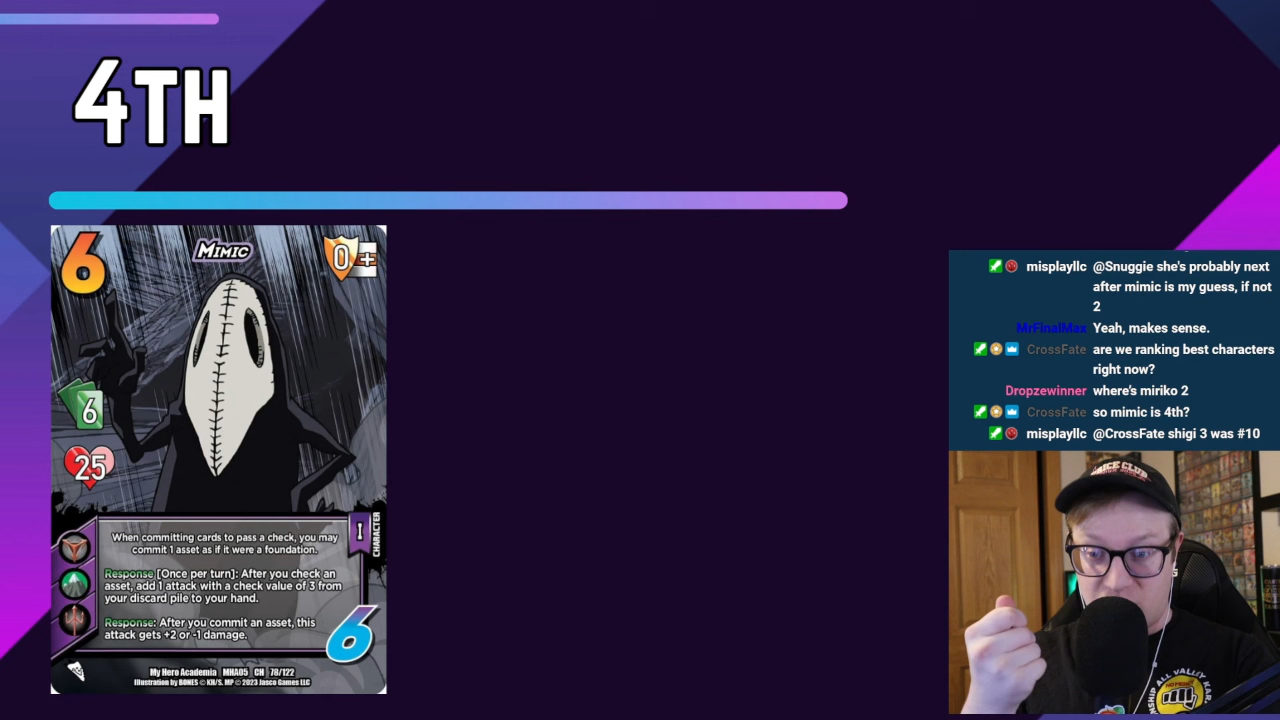 4TH
6
MIMIC
0
+
6
25
I
CHARACTER
When committing cards to pass a check, you may
commit 1 asset as if it were a foundation.
Response [Once per turn]: After you check an
asset, add 1 attack with a check value of 3 from
your discard pile to your hand.
Response: After you commit an asset, this
attack gets +2 or -1 damage.
6
My Hero Academia MHA05 CH 78/122
Illustration by BONES © KH/S, MP © 2023 Jasco Games LLC
misplayllc @Snuggie she's probably next
after mimic is my guess, if not
2
MrFinalMax Yeah, makes sense.
CrossFate are we ranking best characters
right now?
Dropzewinner where's miriko 2
CrossFate so mimic is 4th?
misplayllc @CrossFate shigi 3 was #10
ALL VALLEY KAR